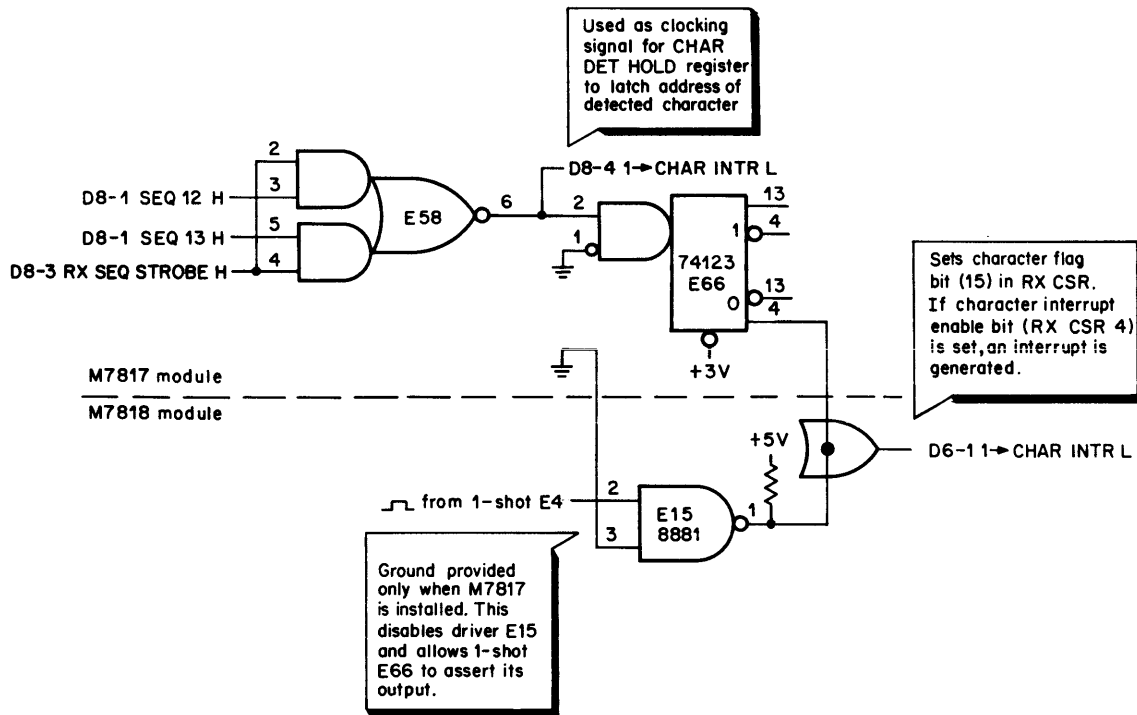 Used as clocking
signal for CHAR
DET HOLD register
to latch address of
detected character
D8-4 1→CHAR INTR L
2
3
D8-1 SEQ 12 H
E58
6
2
1
13
4
1
D8-1 SEQ 13 H
5
D8-3 RX SEQ STROBE H
4
74123
E66
13
0
4
+3V
Sets character flag
bit (15) in RX CSR.
If character interrupt
enable bit (RX CSR 4)
is set, an interrupt is
generated.
M7817 module
M7818 module
+5V
D6-1 1→ CHAR INTR L
from 1-shot E4
2
3
E15
8881
1
Ground provided
only when M7817
is installed. This
disables driver E15
and allows 1-shot
E66 to assert its
output.